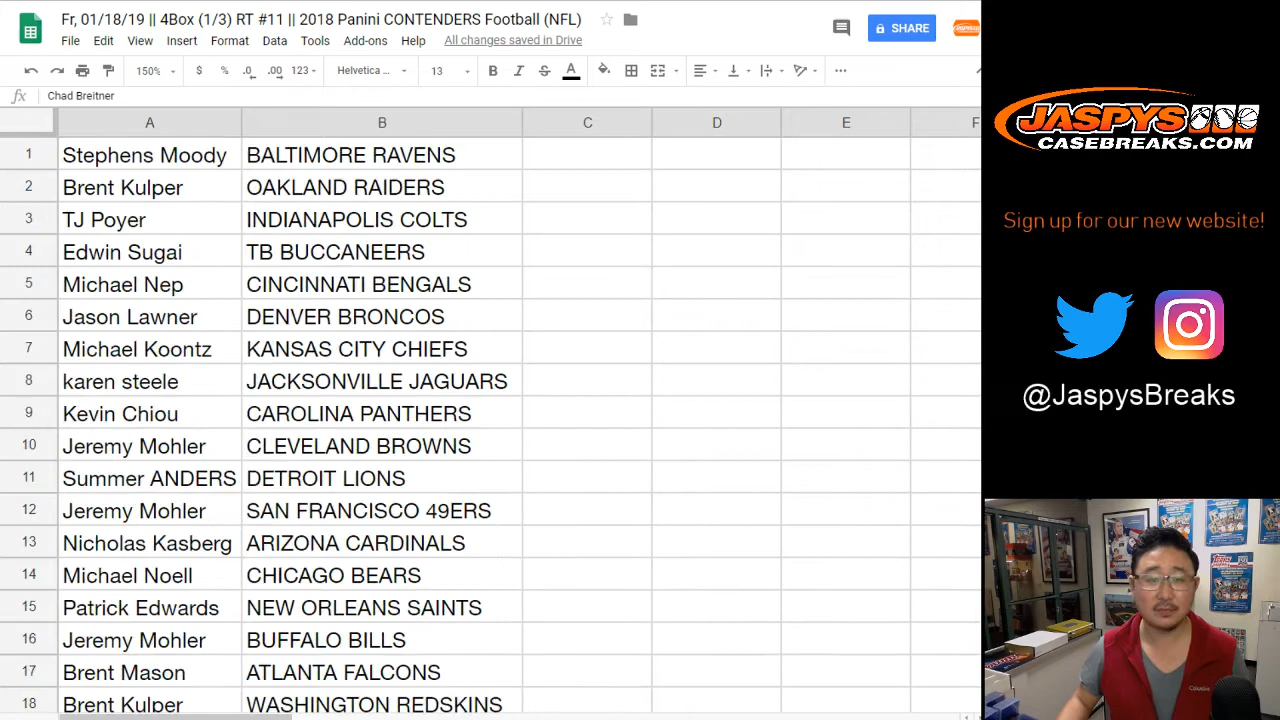 Fr, 01/18/19 || 4Box (1/3) RT #11 || 2018 Panini CONTENDERS Football (NFL)
File Edit View Insert Format Data Tools Add-ons Help All changes saved in Drive
SHARE
150% $ % .0 .00 123 Helvetica ... 13 B I S A
fx Chad Breitner
A B C D E F
1 Stephens Moody BALTIMORE RAVENS
2 Brent Kulper OAKLAND RAIDERS
3 TJ Poyer INDIANAPOLIS COLTS
4 Edwin Sugai TB BUCCANEERS
5 Michael Nep CINCINNATI BENGALS
6 Jason Lawner DENVER BRONCOS
7 Michael Koontz KANSAS CITY CHIEFS
8 karen steele JACKSONVILLE JAGUARS
9 Kevin Chiou CAROLINA PANTHERS
10 Jeremy Mohler CLEVELAND BROWNS
11 Summer ANDERS DETROIT LIONS
12 Jeremy Mohler SAN FRANCISCO 49ERS
13 Nicholas Kasberg ARIZONA CARDINALS
14 Michael Noell CHICAGO BEARS
15 Patrick Edwards NEW ORLEANS SAINTS
16 Jeremy Mohler BUFFALO BILLS
17 Brent Mason ATLANTA FALCONS
18 Brent Kulper WASHINGTON REDSKINS
JASPYS
CASEBREAKS.COM
Sign up for our new website!
@JaspysBreaks
Columbia